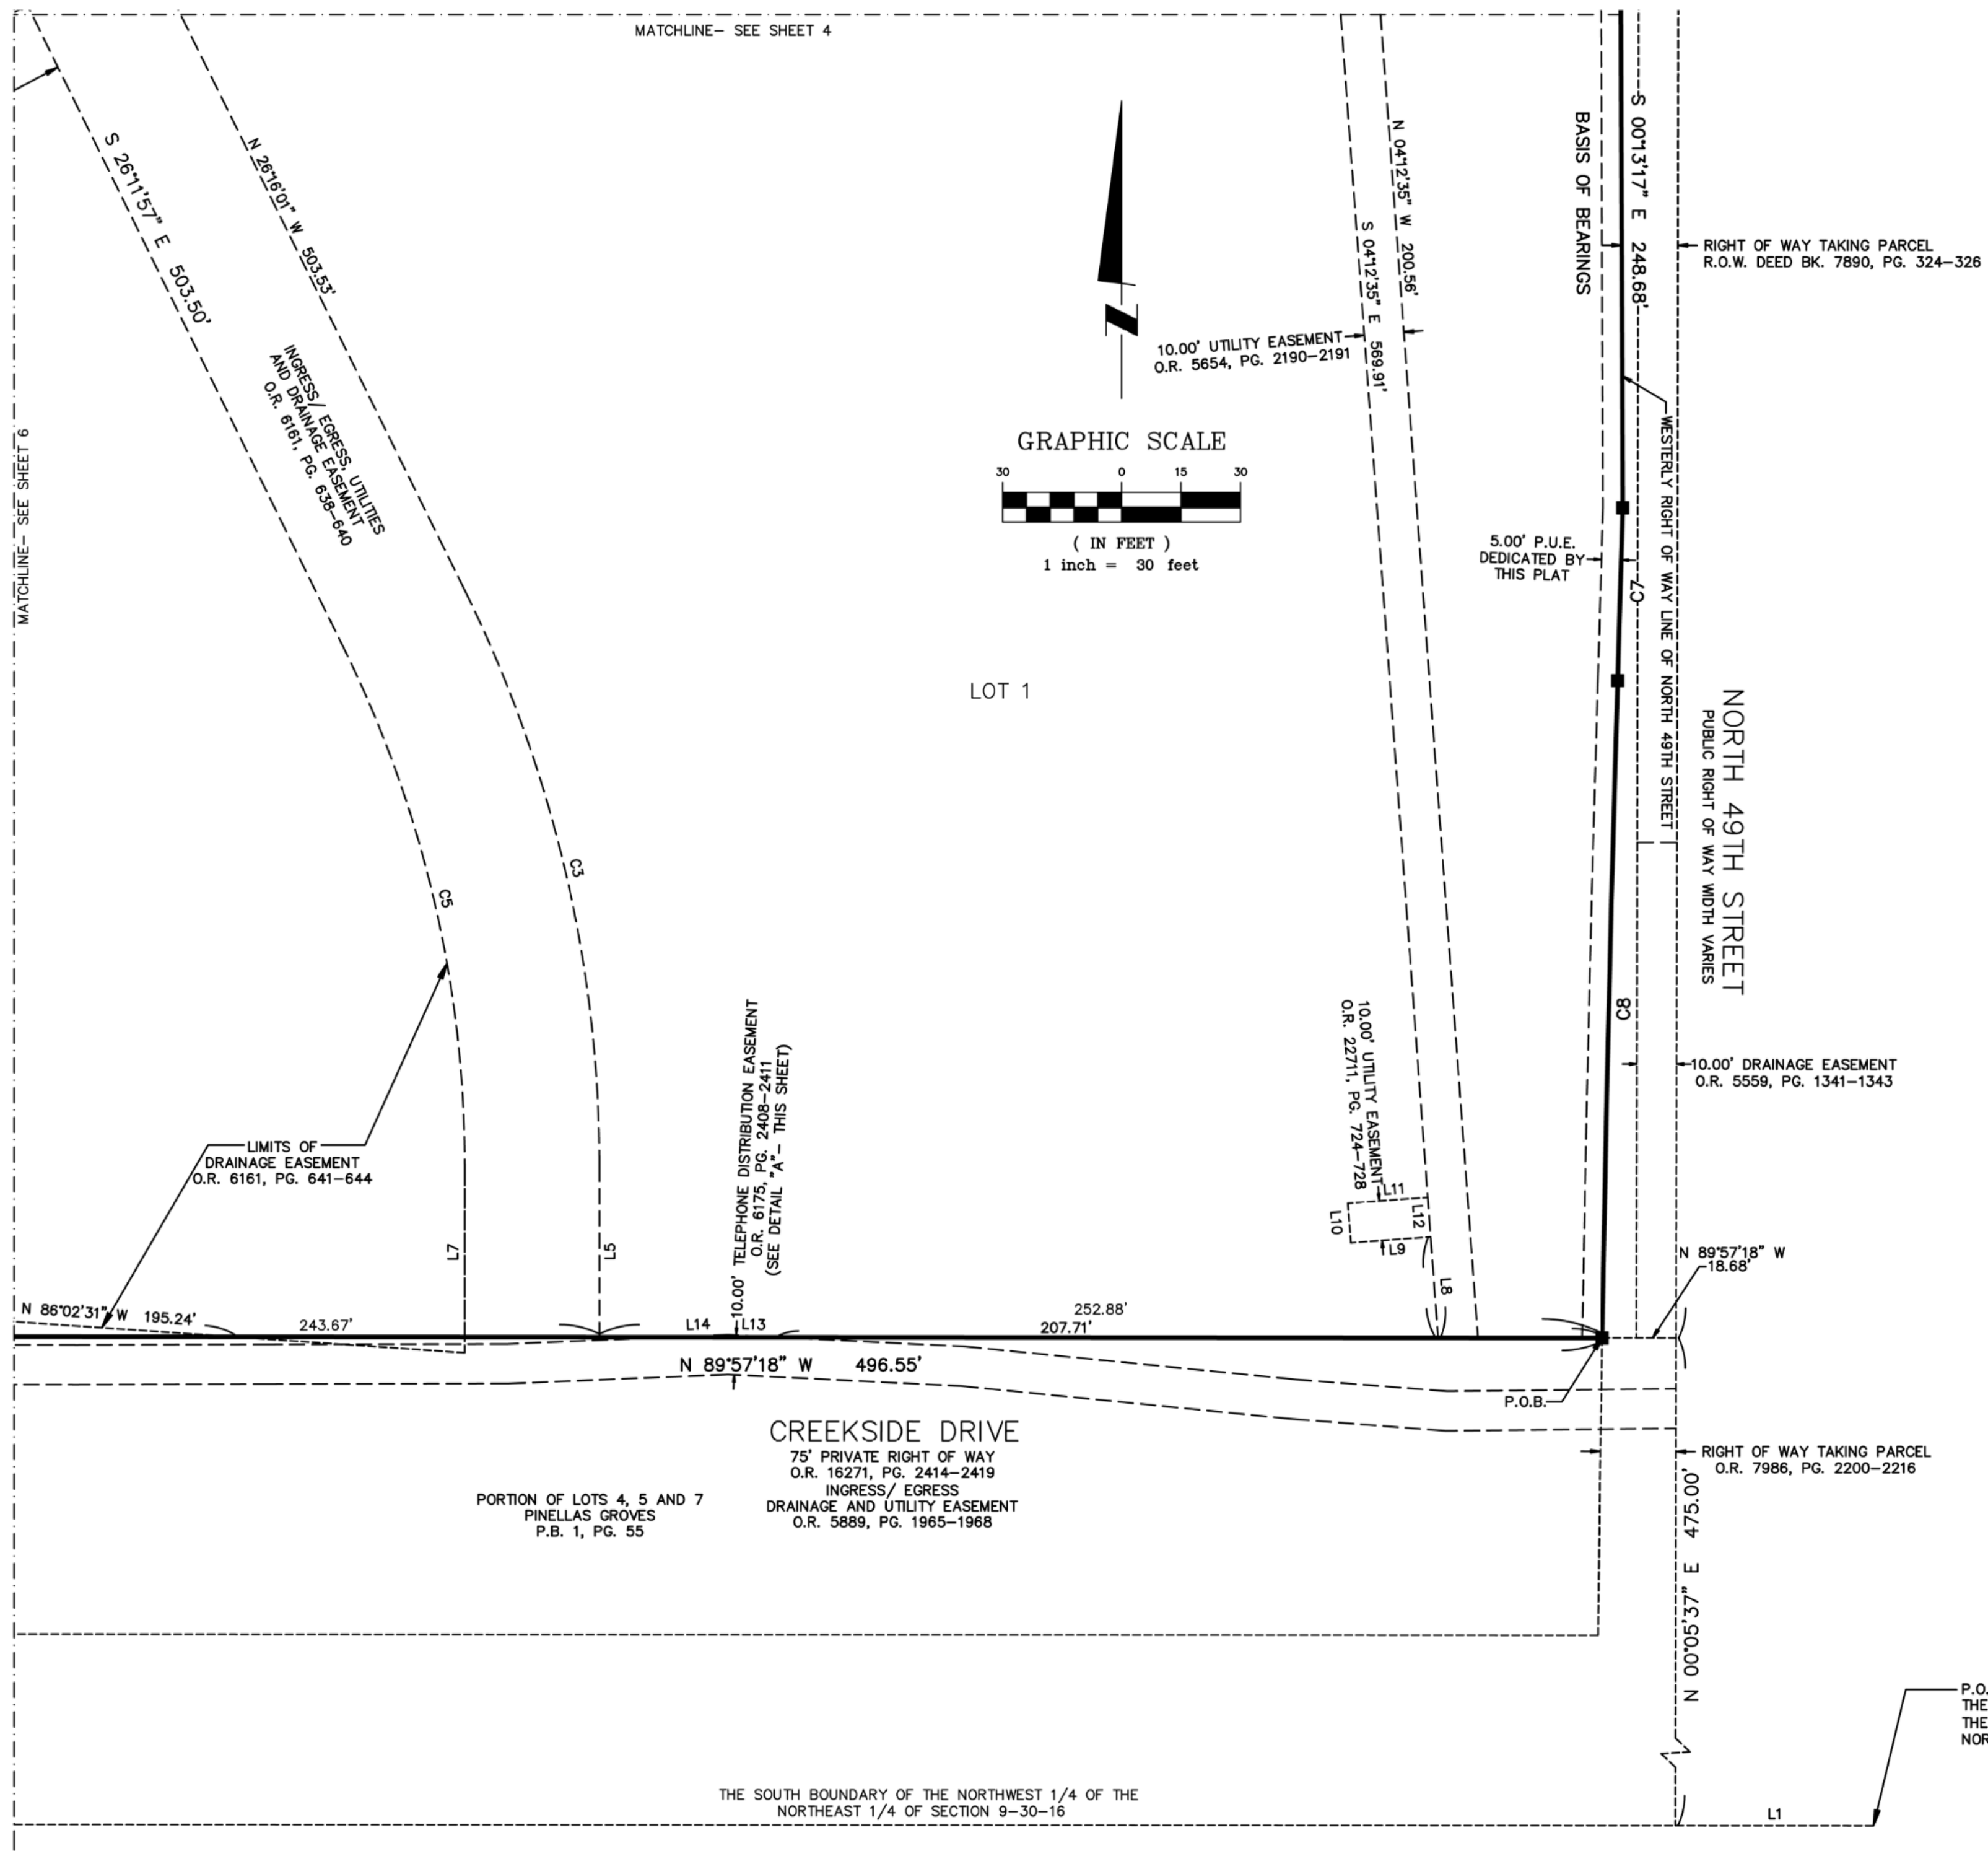 MATCHLINE- SEE SHEET 4
S 26°11'57" E 503.50'
N 26°16'01" W 503.53'
INGRESS/ EGRESS, UTILITIES
AND DRAINAGE EASEMENT
O.R. 6161, PG. 638-640
MATCHLINE- SEE SHEET 6
N
GRAPHIC SCALE
30 0 15 30
( IN FEET )
1 inch = 30 feet
N 04°12'35" W 200.56'
S 04°12'35" E 569.91'
10.00' UTILITY EASEMENT
O.R. 5654, PG. 2190-2191
BASIS OF BEARINGS
S 00°13'17" E 248.68'
RIGHT OF WAY TAKING PARCEL
R.O.W. DEED BK. 7890, PG. 324-326
WESTERLY RIGHT OF WAY LINE OF NORTH 49TH STREET
5.00' P.U.E.
DEDICATED BY
THIS PLAT
C7
LOT 1
NORTH 49TH STREET
PUBLIC RIGHT OF WAY WIDTH VARIES
C3
C5
C8
10.00' DRAINAGE EASEMENT
O.R. 5559, PG. 1341-1343
LIMITS OF
DRAINAGE EASEMENT
O.R. 6161, PG. 641-644
10.00' TELEPHONE DISTRIBUTION EASEMENT
O.R. 6175, PG. 2408-2411
(SEE DETAIL "A"- THIS SHEET)
10.00' UTILITY EASEMENT
O.R. 22711, PG. 724-728
L11
L10
L12
L9
L7
L5
L8
N 89°57'18" W
18.68'
N 86°02'31" W 195.24'
243.67'
L14
L13
252.88'
207.71'
N 89°57'18" W 496.55'
P.O.B.
CREEKSIDE DRIVE
75' PRIVATE RIGHT OF WAY
O.R. 16271, PG. 2414-2419
INGRESS/ EGRESS
DRAINAGE AND UTILITY EASEMENT
O.R. 5889, PG. 1965-1968
PORTION OF LOTS 4, 5 AND 7
PINELLAS GROVES
P.B. 1, PG. 55
RIGHT OF WAY TAKING PARCEL
O.R. 7986, PG. 2200-2216
N 00°05'37" E 475.00'
P.O.
THE
THE
NOR
THE SOUTH BOUNDARY OF THE NORTHWEST 1/4 OF THE
NORTHEAST 1/4 OF SECTION 9-30-16
L1